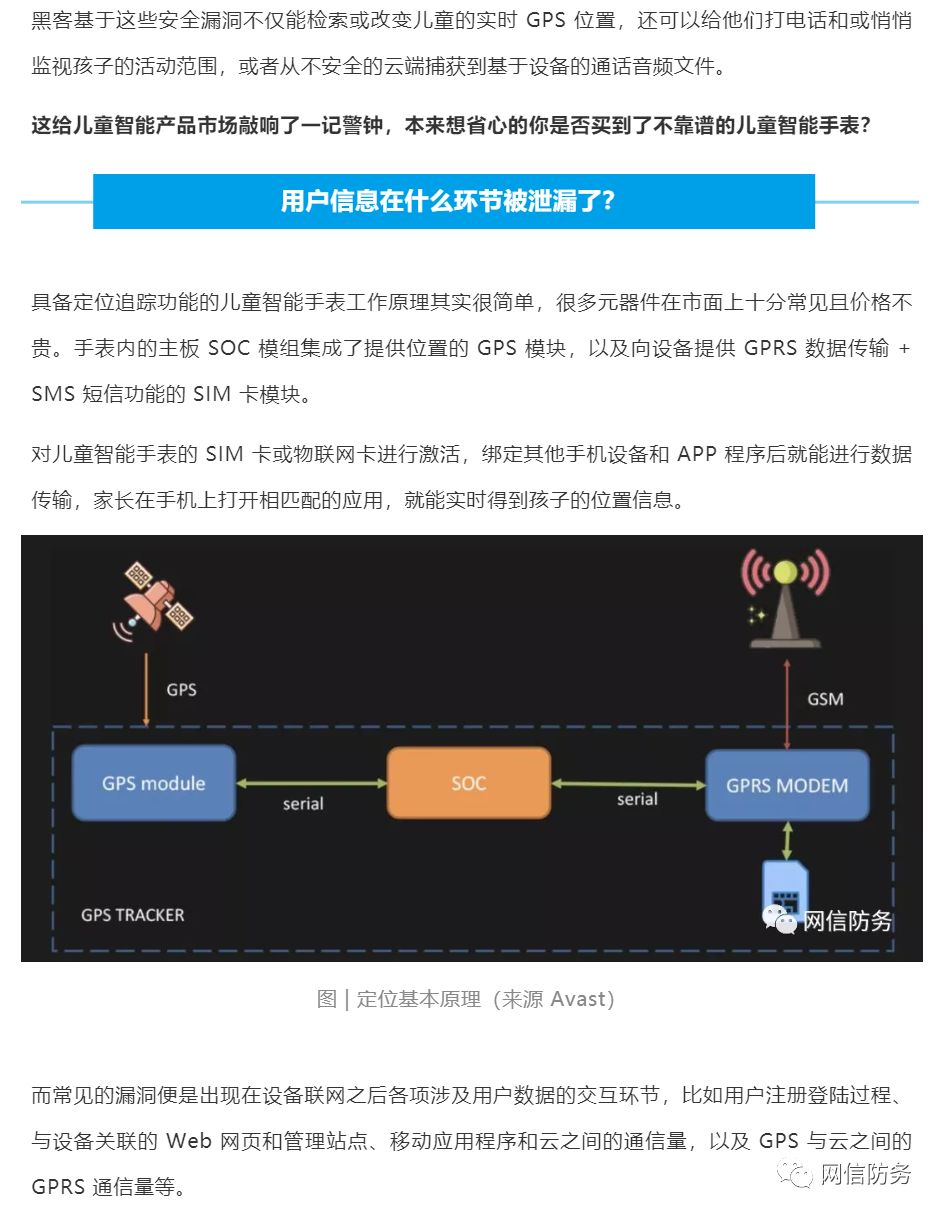 黑客基于这些安全漏洞不仅能检索或改变儿童的实时 GPS 位置，还可以给他们打电话和或悄悄
监视孩子的活动范围，或者从不安全的云端捕获到基于设备的通话音频文件。
这给儿童智能产品市场敲响了一记警钟，本来想省心的你是否买到了不靠谱的儿童智能手表？
用户信息在什么环节被泄漏了？
具备定位追踪功能的儿童智能手表工作原理其实很简单，很多元器件在市面上十分常见且价格不
贵。手表内的主板 SOC 模组集成了提供位置的 GPS 模块，以及向设备提供 GPRS 数据传输 +
SMS 短信功能的 SIM 卡模块。
对儿童智能手表的 SIM 卡或物联网卡进行激活，绑定其他手机设备和 APP 程序后就能进行数据
传输，家长在手机上打开相匹配的应用，就能实时得到孩子的位置信息。
GPS
GSM
GPS module
serial
SOC
serial
GPRS MODEM
GPS TRACKER
网信防务
图 | 定位基本原理（来源 Avast）
而常见的漏洞便是出现在设备联网之后各项涉及用户数据的交互环节，比如用户注册登陆过程、
与设备关联的 Web 网页和管理站点、移动应用程序和云之间的通信量，以及 GPS 与云之间的
GPRS 通信量等。
网信防务